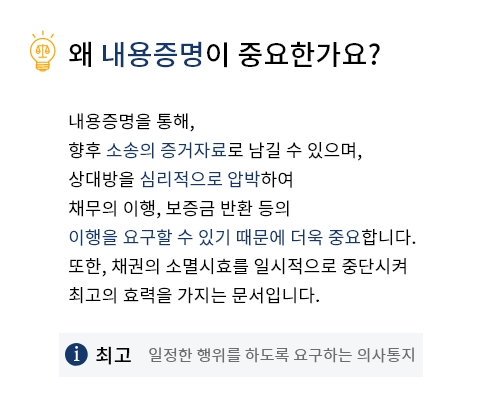 왜 내용증명이 중요한가요?
내용증명을 통해,
향후 소송의 증거자료로 남길 수 있으며,
상대방을 심리적으로 압박하여
채무의 이행, 보증금 반환 등의
이행을 요구할 수 있기 때문에 더욱 중요합니다.
또한, 채권의 소멸시효를 일시적으로 중단시켜
최고의 효력을 가지는 문서입니다.
i 최고 일정한 행위를 하도록 요구하는 의사통지